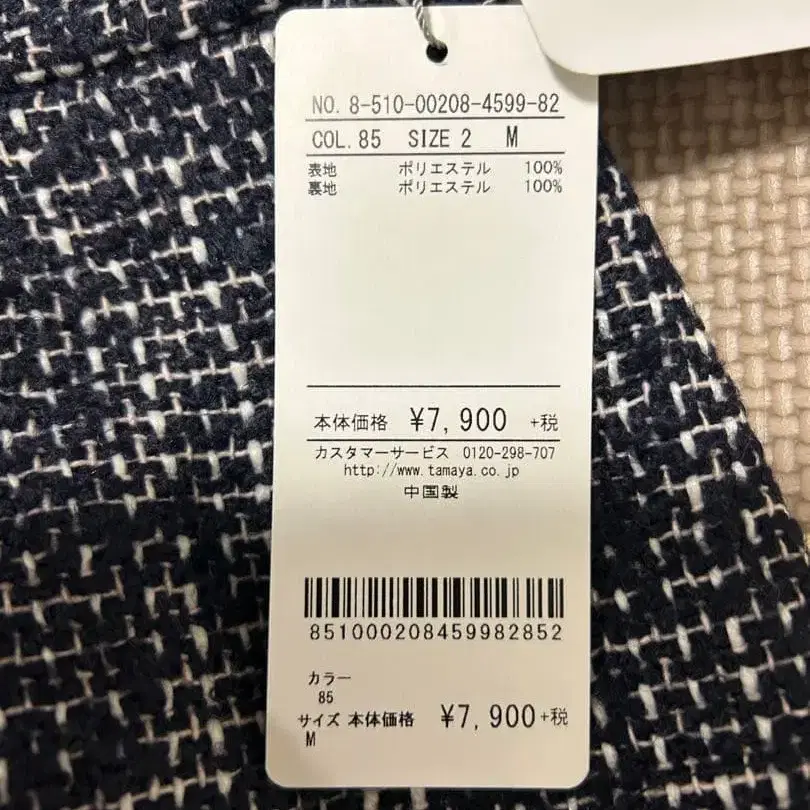 NO. 8-510-00208-4599-82
COL. 85 SIZE 2 M
表地 ポリエステル 100%
裏地 ポリエステル 100%
本体価格 ¥7,900 +税
カスタマーサービス 0120-298-707
http://www.tamaya.co.jp
中国製
851000208459982852
カラー
85
サイズ 本体価格 ¥7,900+税
M